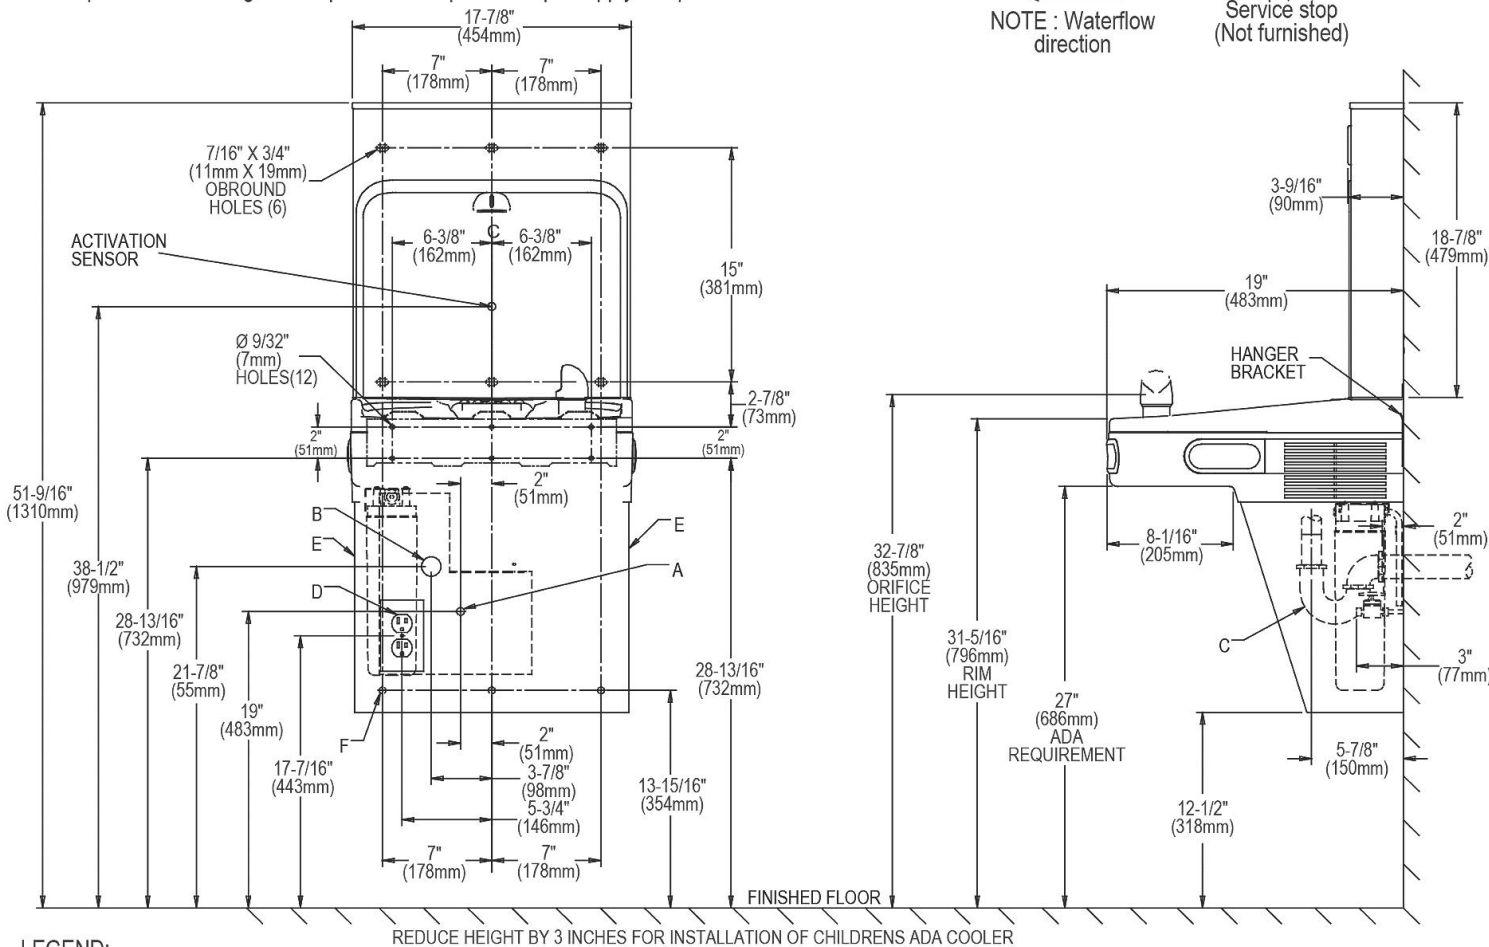 NOTE : Waterflow
direction
Service stop
(Not furnished)
17-7/8"
(454mm)
7"
(178mm)
7"
(178mm)
7/16" X 3/4"
(11mm X 19mm)
OBROUND
HOLES (6)
ACTIVATION
SENSOR
C
6-3/8"
(162mm)
6-3/8"
(162mm)
15"
(381mm)
Ø 9/32"
(7mm)
HOLES(12)
2-7/8"
(73mm)
2"
(51mm)
2"
(51mm)
2"
(51mm)
51-9/16"
(1310mm)
B
E
E
38-1/2"
(979mm)
A
D
28-13/16"
(732mm)
21-7/8"
(55mm)
28-13/16"
(732mm)
19"
(483mm)
F
2"
(51mm)
17-7/16"
(443mm)
3-7/8"
(98mm)
13-15/16"
(354mm)
5-3/4"
(146mm)
7"
(178mm)
7"
(178mm)
3-9/16"
(90mm)
18-7/8"
(479mm)
19"
(483mm)
HANGER
BRACKET
8-1/16"
(205mm)
2"
(51mm)
32-7/8"
(835mm)
ORIFICE
HEIGHT
31-5/16"
(796mm)
RIM
HEIGHT
C
3"
(77mm)
27"
(686mm)
ADA
REQUIREMENT
5-7/8"
(150mm)
12-1/2"
(318mm)
FINISHED FLOOR
REDUCE HEIGHT BY 3 INCHES FOR INSTALLATION OF CHILDRENS ADA COOLER
LEGEND: